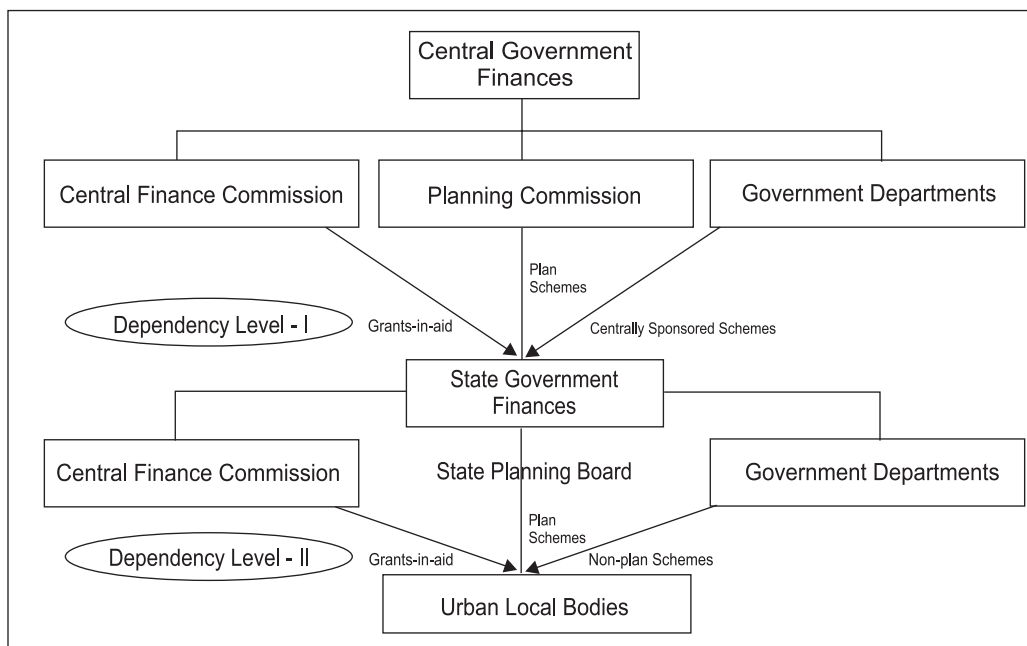 Central Government
Finances
Central Finance Commission
Planning Commission
Government Departments
Plan
Schemes
Dependency Level - I
Grants-in-aid
Centrally Sponsored Schemes
State Government
Finances
Central Finance Commission
State Planning Board
Government Departments
Plan
Schemes
Dependency Level - II
Grants-in-aid
Non-plan Schemes
Urban Local Bodies